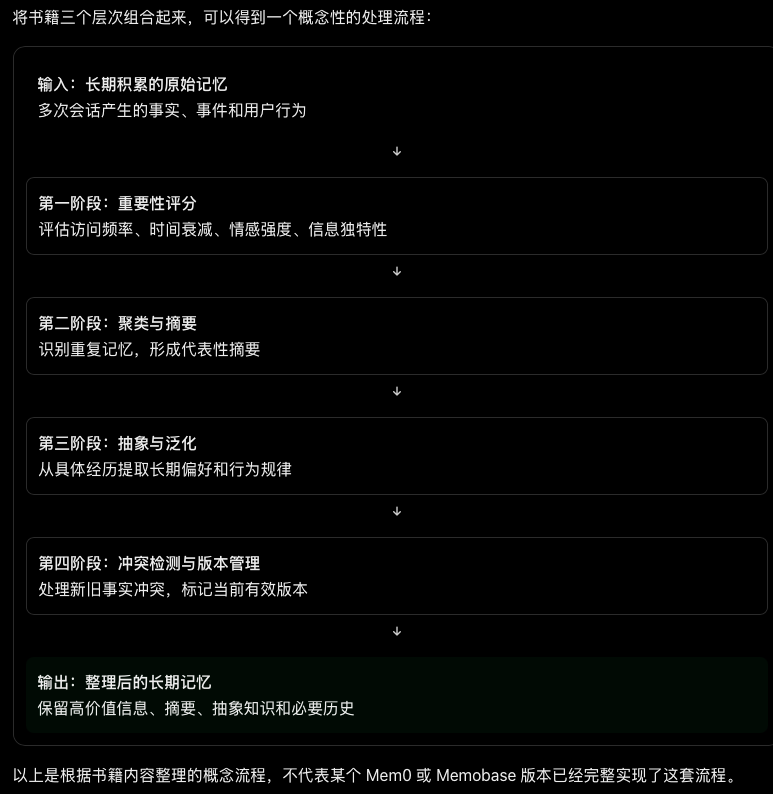 将书籍三个层次组合起来，可以得到一个概念性的处理流程：
输入：长期积累的原始记忆
多次会话产生的事实、事件和用户行为
↓
第一阶段：重要性评分
评估访问频率、时间衰减、情感强度、信息独特性
↓
第二阶段：聚类与摘要
识别重复记忆，形成代表性摘要
↓
第三阶段：抽象与泛化
从具体经历提取长期偏好和行为规律
↓
第四阶段：冲突检测与版本管理
处理新旧事实冲突，标记当前有效版本
↓
输出：整理后的长期记忆
保留高价值信息、摘要、抽象知识和必要历史
以上是根据书籍内容整理的概念流程，不代表某个 Mem0 或 Memobase 版本已经完整实现了这套流程。